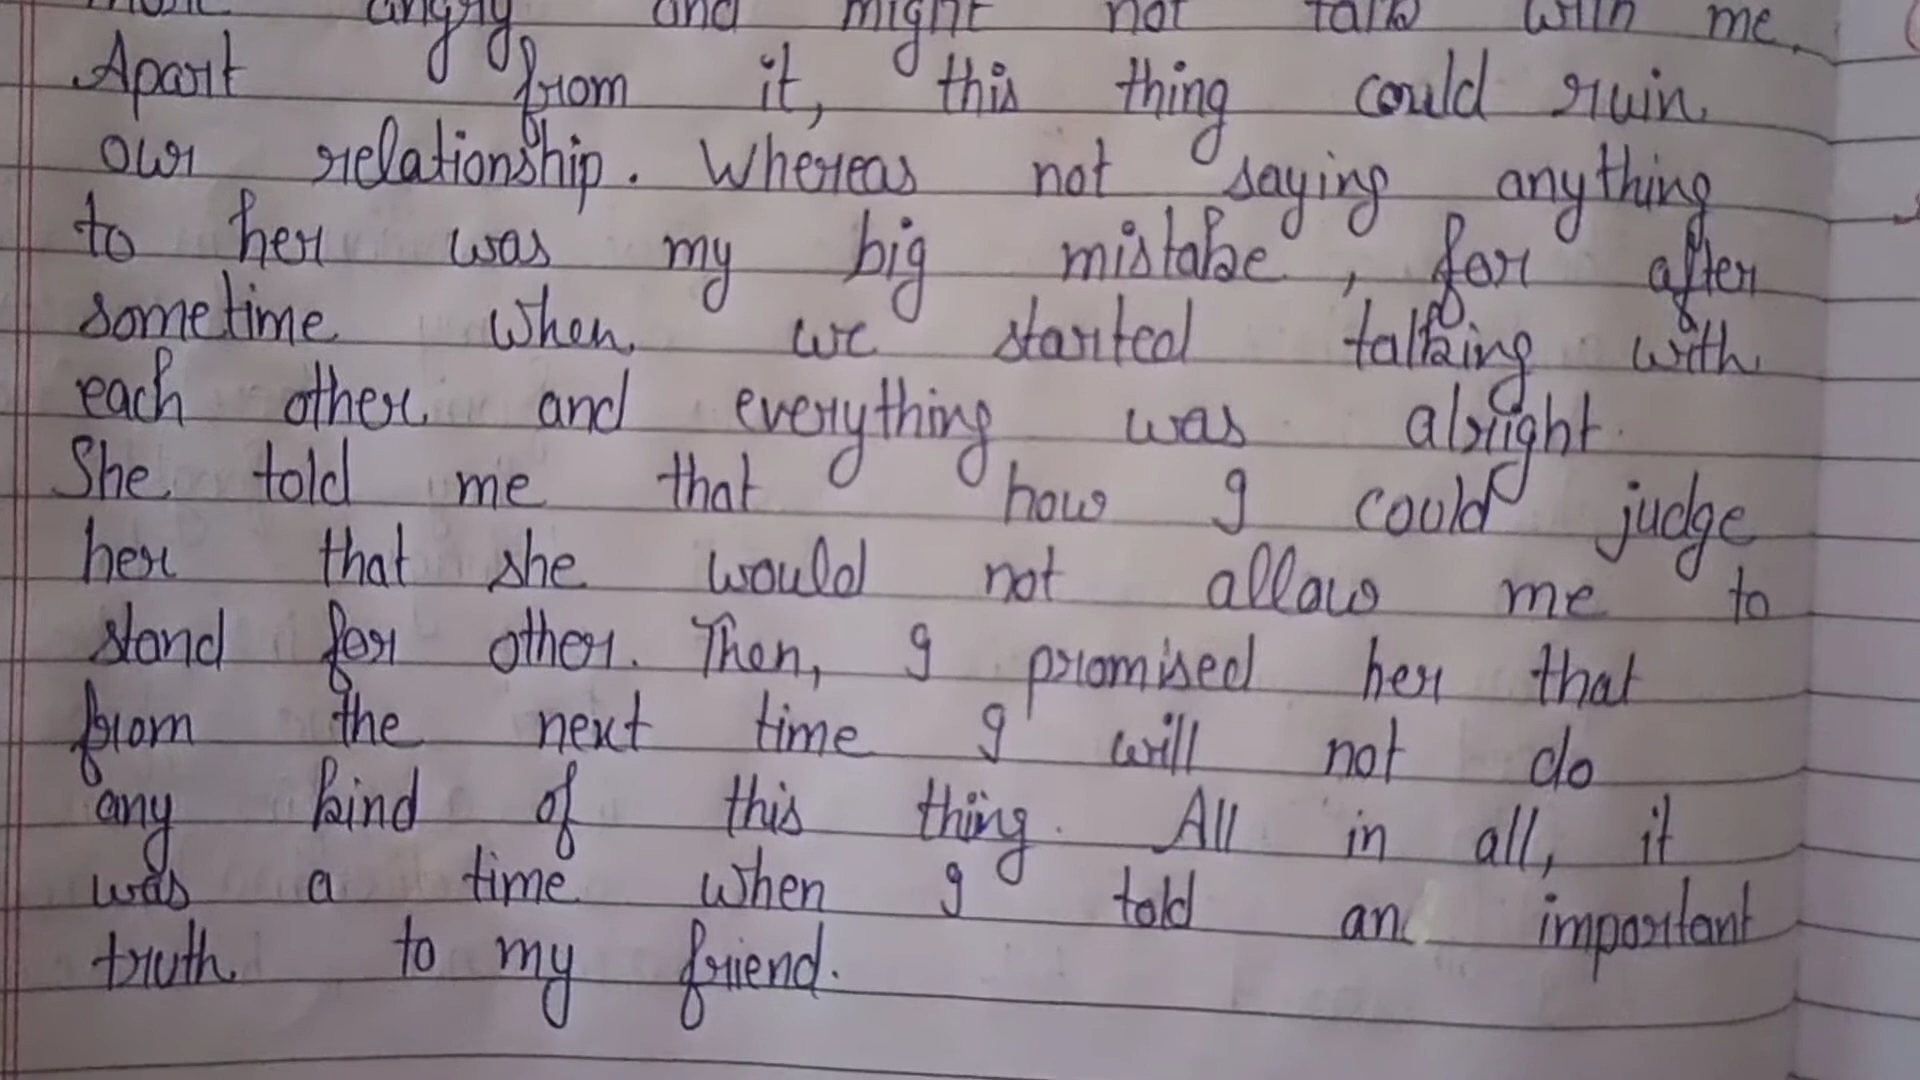 angry and might not talk with me.
Apart from it, this thing could ruin
our relationship. Whereas not saying anything
to her was my big mistake, for after
sometime when we started talking with
each other and everything was alright.
She told me that how I could judge
her that she would not allow me to
stand for other. Then, I promised her that
from the next time I will not do
any kind of this thing. All in all, it
was a time when I told an important
truth to my friend.